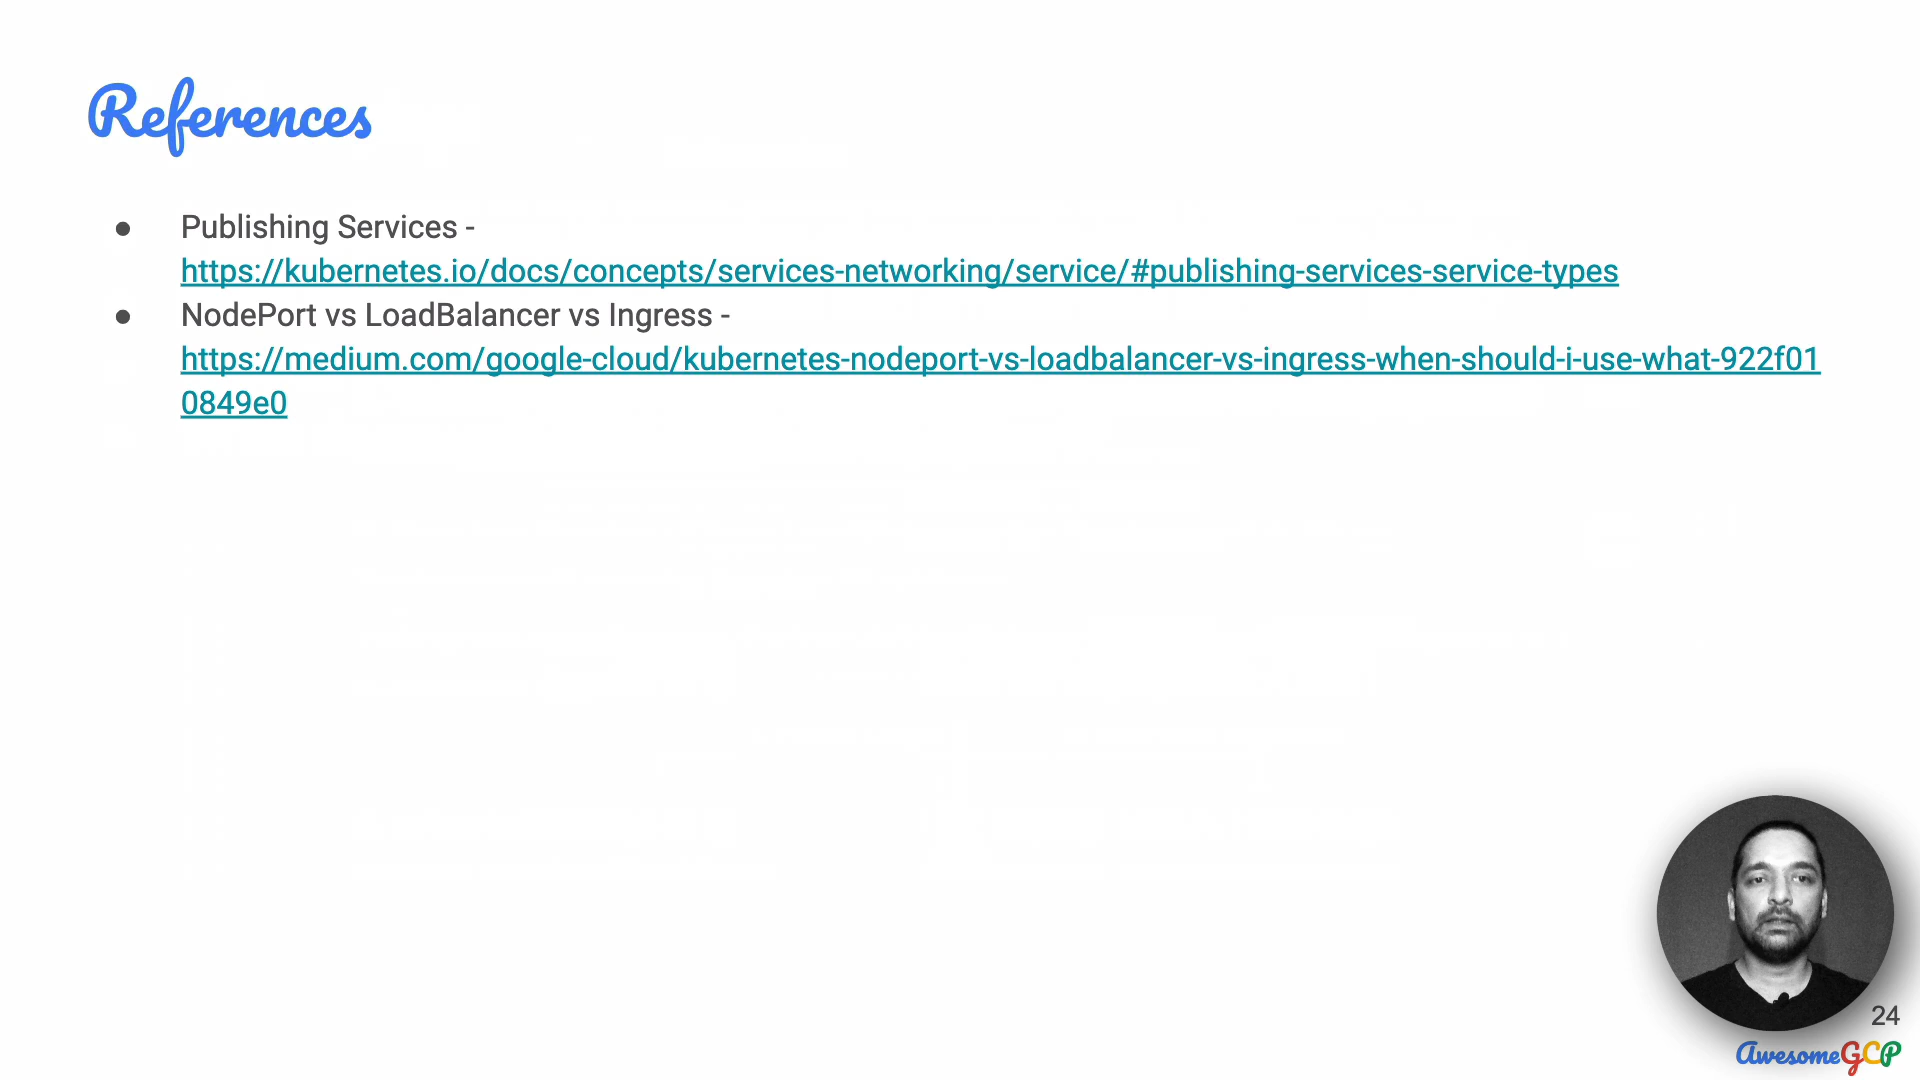 References
● Publishing Services -
https://kubernetes.io/docs/concepts/services-networking/service/#publishing-services-service-types
● NodePort vs LoadBalancer vs Ingress -
https://medium.com/google-cloud/kubernetes-nodeport-vs-loadbalancer-vs-ingress-when-should-i-use-what-922f01
0849e0
24
AwesomeGCP